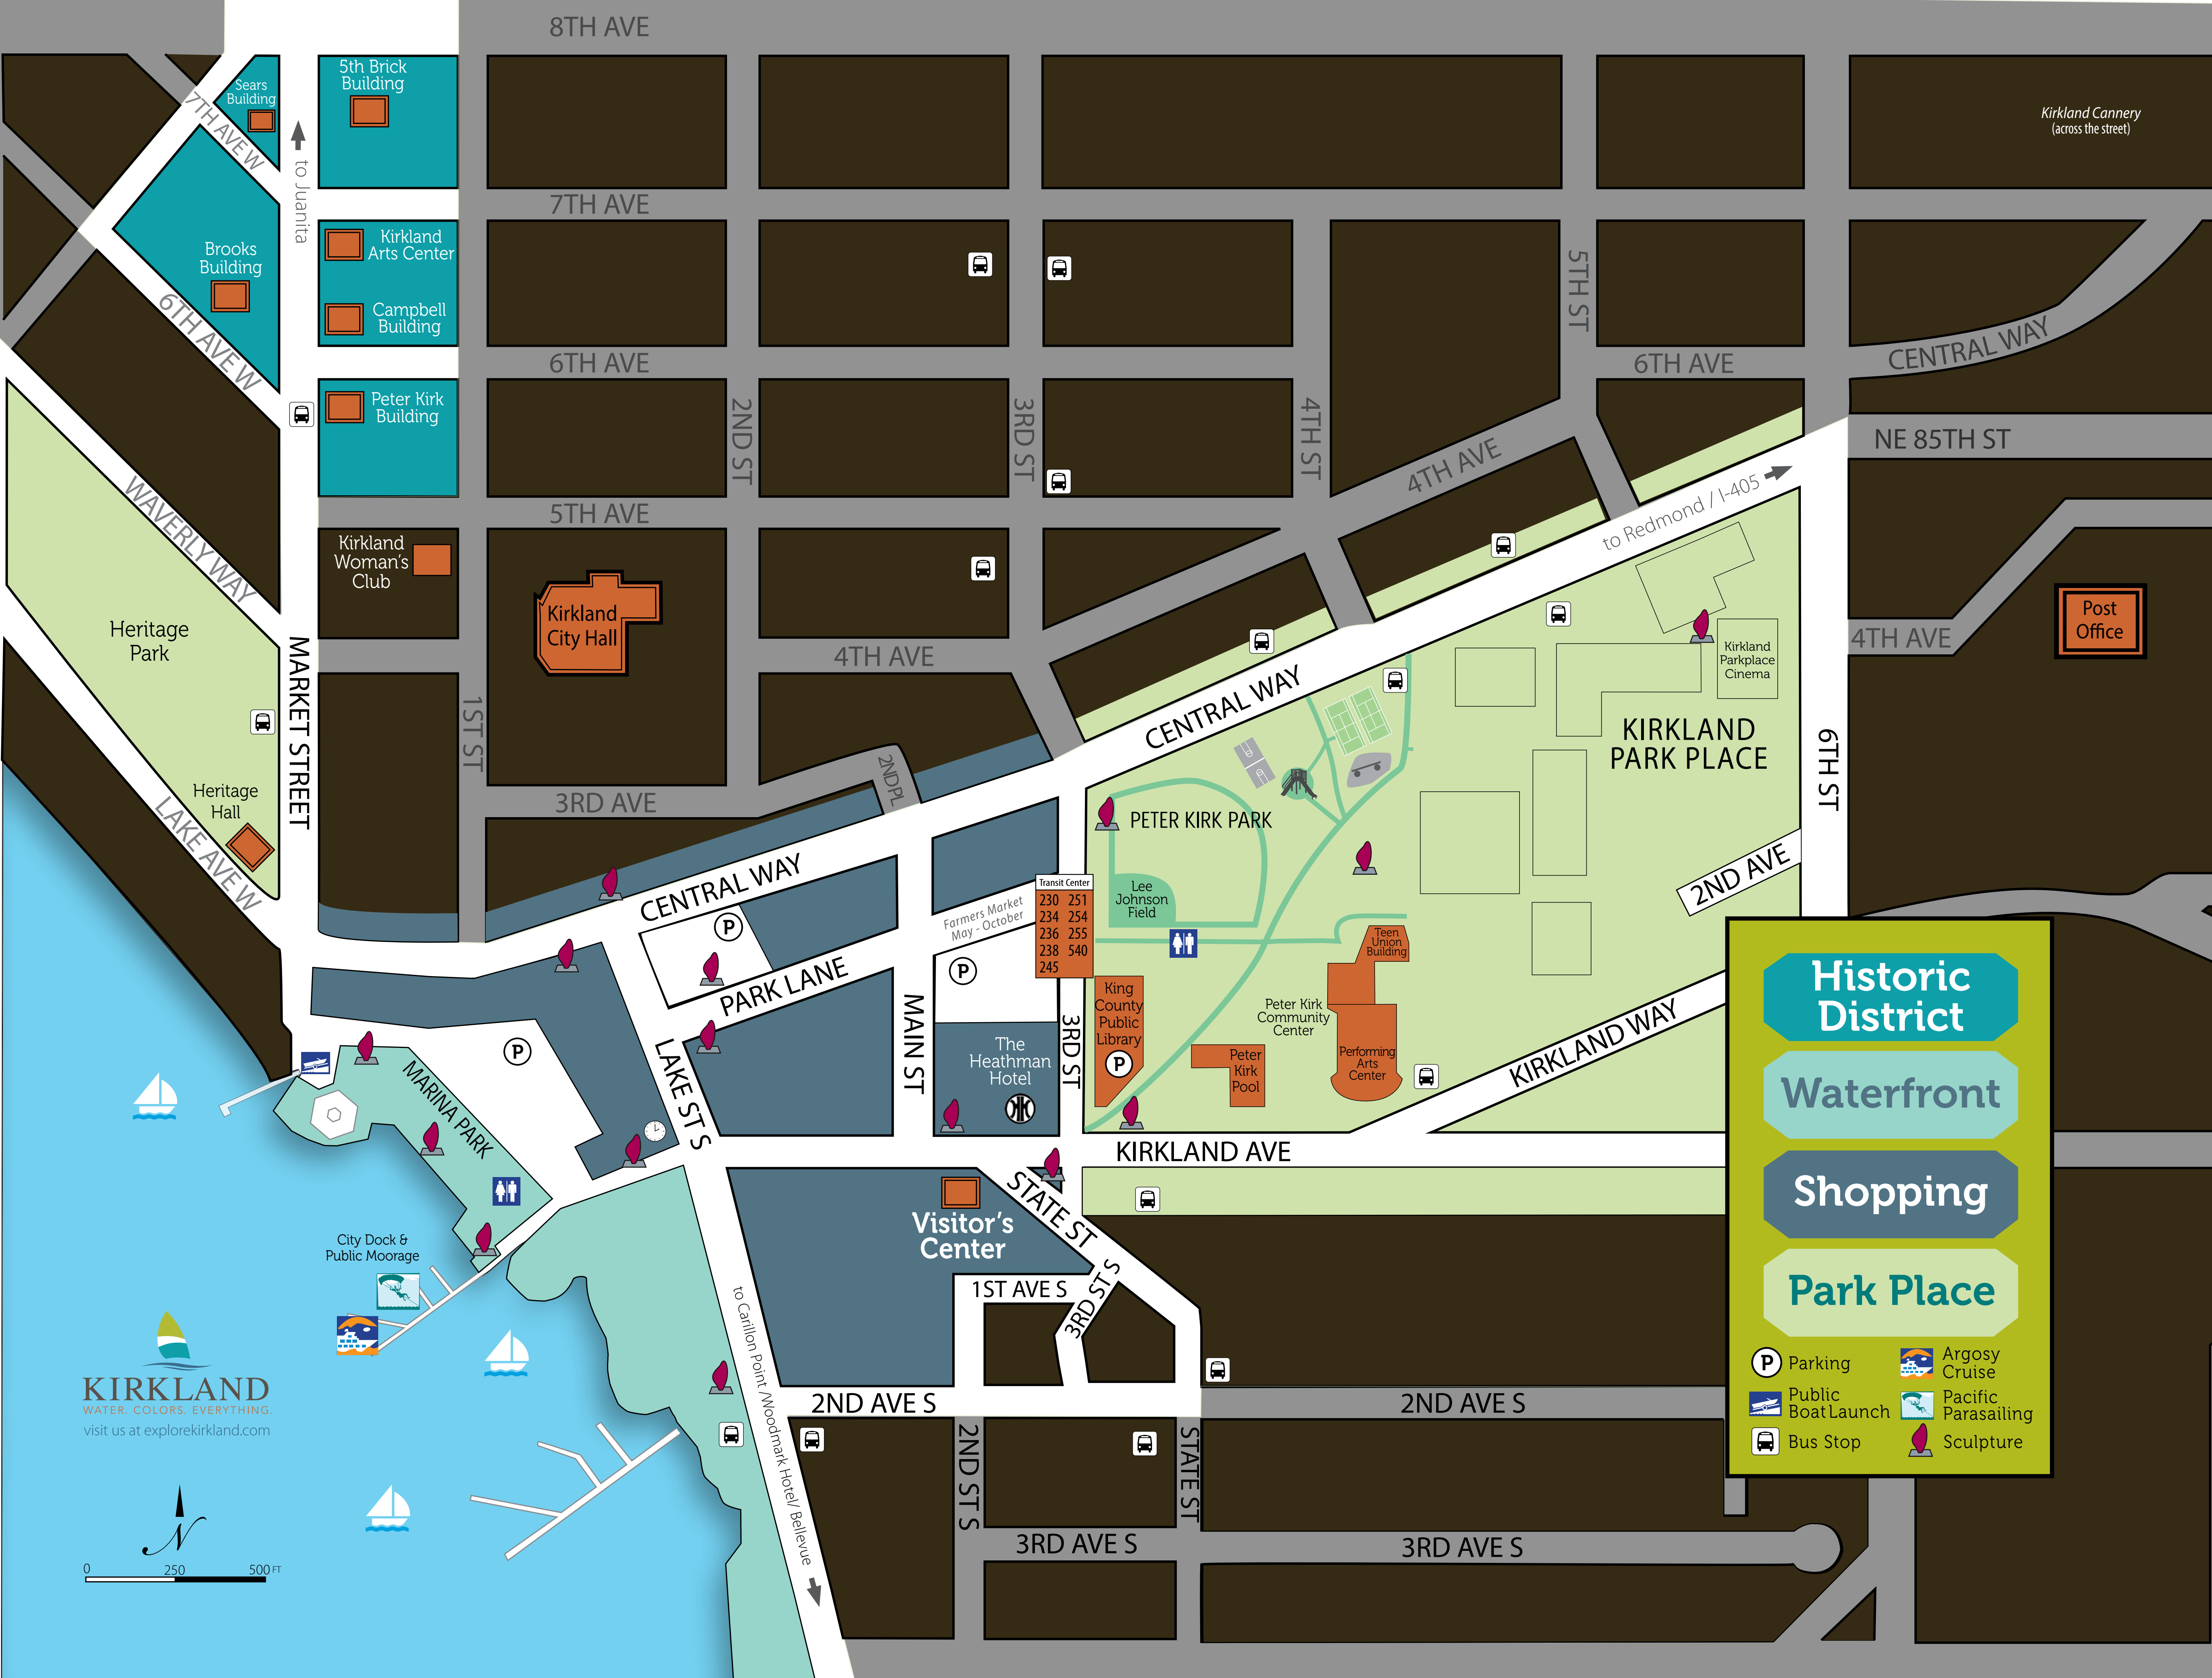 8TH AVE
Sears
Building
5th Brick
Building
7TH AVE W
to Juanita
Kirkland Cannery
(across the street)
7TH AVE
Brooks
Building
Kirkland
Arts Center
Campbell
Building
6TH AVE W
5TH ST
6TH AVE
6TH AVE
CENTRAL WAY
Peter Kirk
Building
2ND ST
3RD ST
4TH ST
4TH AVE
NE 85TH ST
to Redmond / I-405
WAVERLY WAY
5TH AVE
Kirkland
Woman's
Club
Kirkland
City Hall
Heritage
Park
4TH AVE
4TH AVE
Post
Office
Kirkland
Parkplace
Cinema
MARKET STREET
1ST ST
CENTRAL WAY
KIRKLAND
PARK PLACE
6TH ST
2ND PL
3RD AVE
Heritage
Hall
LAKE AVE W
PETER KIRK PARK
CENTRAL WAY
P
Farmers Market
May - October
Transit Center
230 251
234 254
236 255
238 540
245
Lee
Johnson
Field
2ND AVE
Teen
Union
Building
PARK LANE
P
MAIN ST
3RD ST
King
County
Public
Library
P
Peter Kirk
Community
Center
Performing
Arts
Center
Peter
Kirk
Pool
KIRKLAND WAY
The
Heathman
Hotel
P
MARINA PARK
LAKE ST S
KIRKLAND AVE
STATE ST
Visitor's
Center
City Dock &
Public Moorage
1ST AVE S
3RD ST S
to Carillon Point /Woodmark Hotel/ Bellevue
2ND AVE S
2ND AVE S
2ND ST S
STATE ST
3RD AVE S
3RD AVE S
KIRKLAND
WATER. COLORS. EVERYTHING.
visit us at explorekirkland.com
N
0 250 500 FT
Historic
District
Waterfront
Shopping
Park Place
P Parking
Argosy
Cruise
Public
Boat Launch
Pacific
Parasailing
Bus Stop
Sculpture